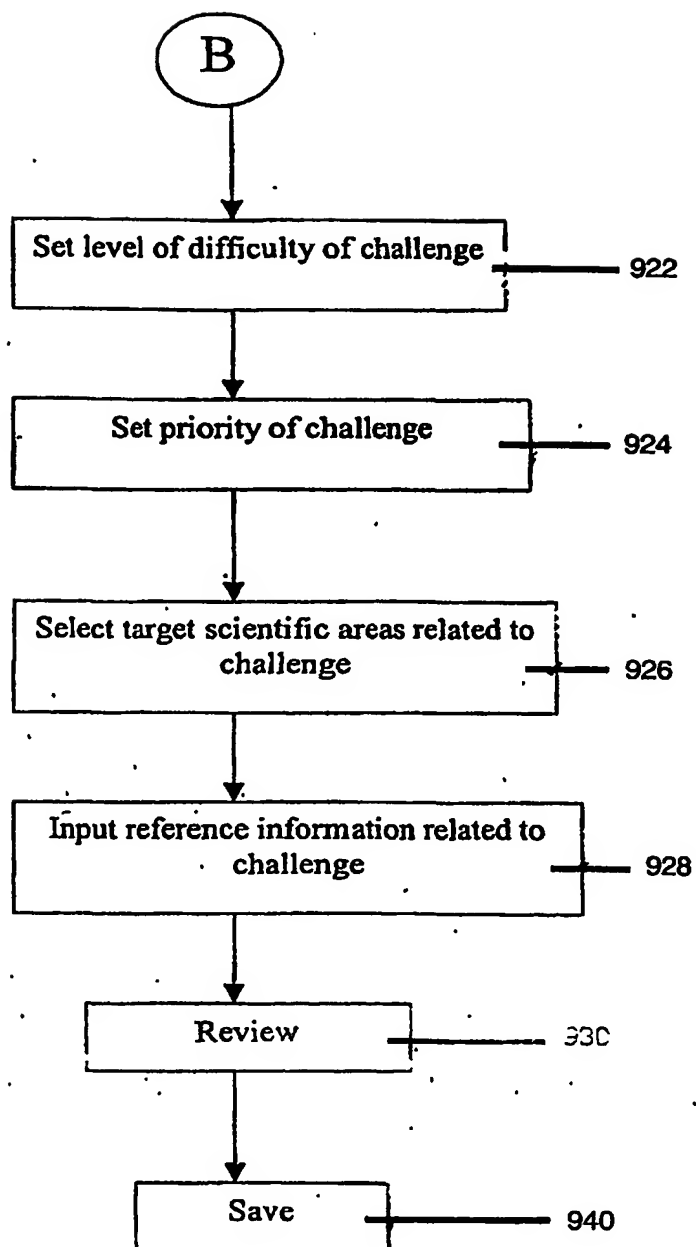 B
Set level of difficulty of challenge
922
Set priority of challenge
924
Select target scientific areas related to
challenge
926
Input reference information related to
challenge
928
Review
930
Save
940